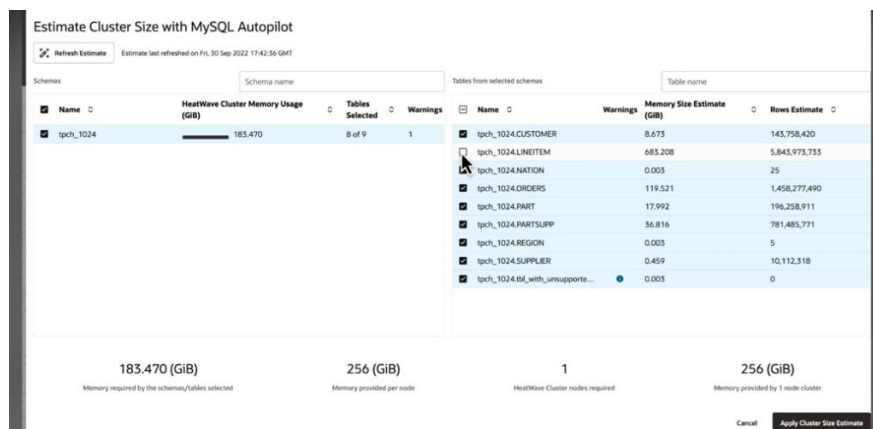 Estimate Cluster Size with MySQL Autopilot
Refresh Estimate Estimate last refreshed on Fri, 30 Sep 2022 17:42:36 GMT
Schemas Schema name Tables from selected schemas Table name
Name HeatWave Cluster Memory Usage (GiB) Tables Selected Warnings Name Warnings Memory Size Estimate (GiB) Rows Estimate
tpch_1024 183.470 8 of 9 1 tpch_1024.CUSTOMER 8.673 143,758,420
tpch_1024.LINEITEM 683.208 5,843,973,733
tpch_1024.NATION 0.003 25
tpch_1024.ORDERS 119.521 1,458,277,490
tpch_1024.PART 17.992 196,258,911
tpch_1024.PARTSUPP 36.816 781,485,771
tpch_1024.REGION 0.003 5
tpch_1024.SUPPLIER 0.459 10,112,318
tpch_1024.tbl_with_unsupporte... 0.003 0
183.470 (GiB) 256 (GiB) 1 256 (GiB)
Memory required by the schemas/tables selected Memory provided per node HeatWave Cluster nodes required Memory provided by 1 node cluster
Cancel Apply Cluster Size Estimate